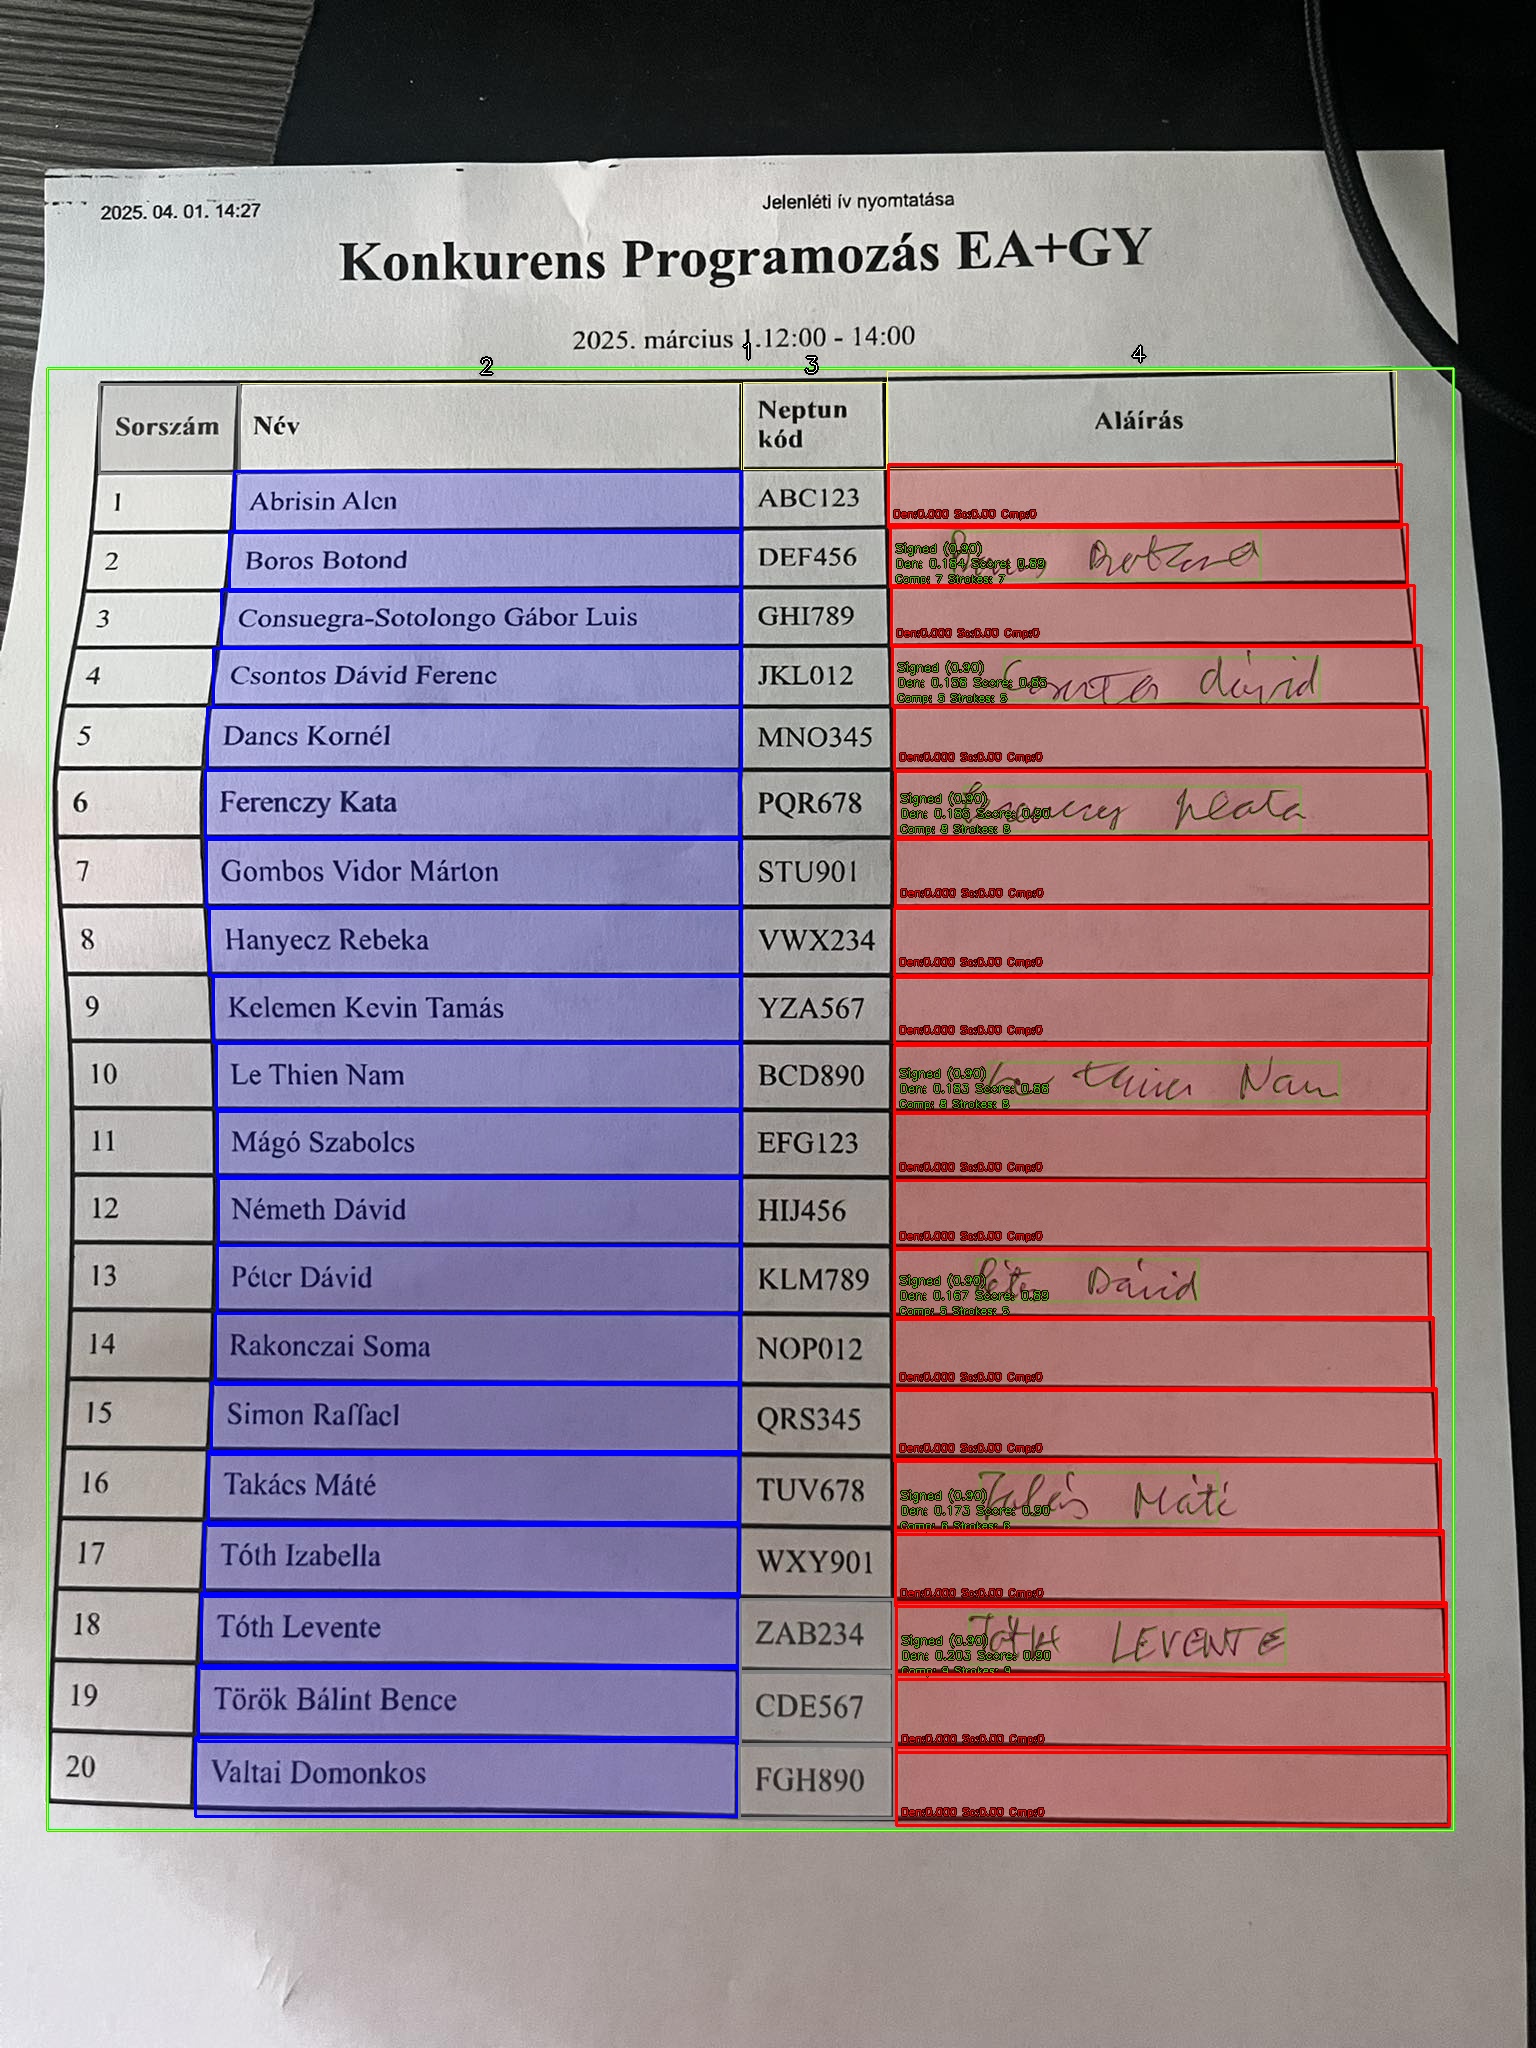 2025. 04. 01. 14:27 Jelenléti ív nyomtatása
Konkurens Programozás EA+GY
2025. március 1.12:00 - 14:00
2 1 3 4
Sorszám Név Neptun kód Aláírás
1 Abrisin Alen ABC123
Den:0.000 Sc:0.00 Cmp:0
2 Boros Botond DEF456 Botond
Signed (0.90)
Den: 0.184 Score: 0.89
Comp: 7 Strokes: 7
3 Consuegra-Sotolongo Gábor Luis GHI789
Den:0.000 Sc:0.00 Cmp:0
4 Csontos Dávid Ferenc JKL012 Csontos dávid
Signed (0.90)
Comp: 5 Strokes: 5
5 Dancs Kornél MNO345
Den:0.000 Sc:0.00 Cmp:0
6 Ferenczy Kata PQR678 Ferenczy Kata
Signed (0.90)
Score: 0.90
Comp: 8 Strokes: 8
7 Gombos Vidor Márton STU901
Den:0.000 Sc:0.00 Cmp:0
8 Hanyecz Rebeka VWX234
Den:0.000 Sc:0.00 Cmp:0
9 Kelemen Kevin Tamás YZA567
Den:0.000 Sc:0.00 Cmp:0
10 Le Thien Nam BCD890 Le Thien Nam
Signed (0.90)
Den: 0.183 Score: 0.88
Comp: 8 Strokes: 8
11 Mágó Szabolcs EFG123
Den:0.000 Sc:0.00 Cmp:0
12 Németh Dávid HIJ456
Den:0.000 Sc:0.00 Cmp:0
13 Péter Dávid KLM789 Péter Dávid
Signed (0.90)
Den: 0.167 Score: 0.89
Comp: 5 Strokes: 5
14 Rakonczai Soma NOP012
Den:0.000 Sc:0.00 Cmp:0
15 Simon Raffael QRS345
Den:0.000 Sc:0.00 Cmp:0
16 Takács Máté TUV678 Máté
Signed (0.90)
Den: 0.173 Score: 0.90
Comp: 6 Strokes: 6
17 Tóth Izabella WXY901
Den:0.000 Sc:0.00 Cmp:0
18 Tóth Levente ZAB234 TÓTH LEVENTE
Signed (0.90)
Den: 0.203 Score: 0.90
Comp: 9 Strokes: 9
19 Török Bálint Bence CDE567
Den:0.000 Sc:0.00 Cmp:0
20 Valtai Domonkos FGH890
Den:0.000 Sc:0.00 Cmp:0